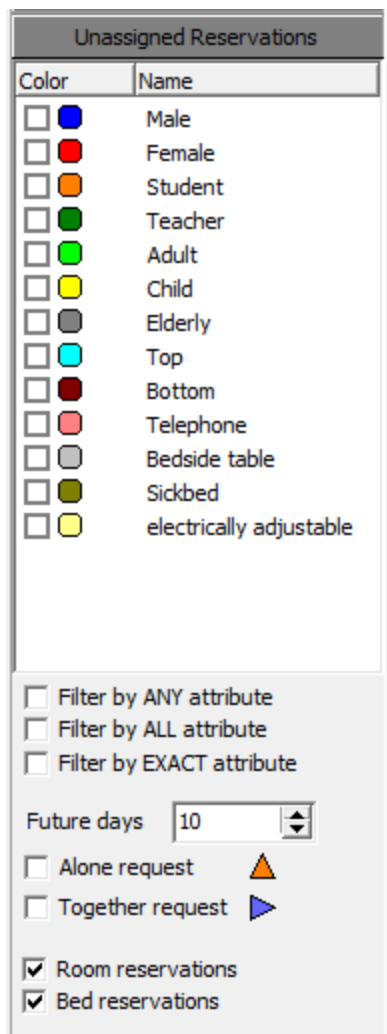 Unassigned Reservations
Color Name
Male
Female
Student
Teacher
Adult
Child
Elderly
Top
Bottom
Telephone
Bedside table
Sickbed
electrically adjustable
Filter by ANY attribute
Filter by ALL attribute
Filter by EXACT attribute
Future days 10
Alone request
Together request
Room reservations
Bed reservations